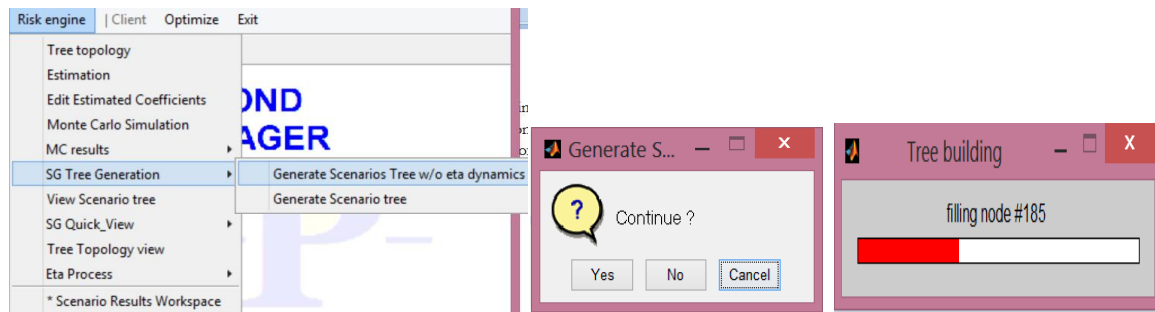 Risk engine | Client Optimize Exit
Tree topology
Estimation
Edit Estimated Coefficients
Monte Carlo Simulation
MC results
SG Tree Generation
View Scenario tree
SG Quick_View
Tree Topology view
Eta Process
* Scenario Results Workspace
OND
AGER
Generate Scenarios Tree w/o eta dynamics
Generate Scenario tree
Generate S...
Continue ?
Yes No Cancel
Tree building
filling node #185